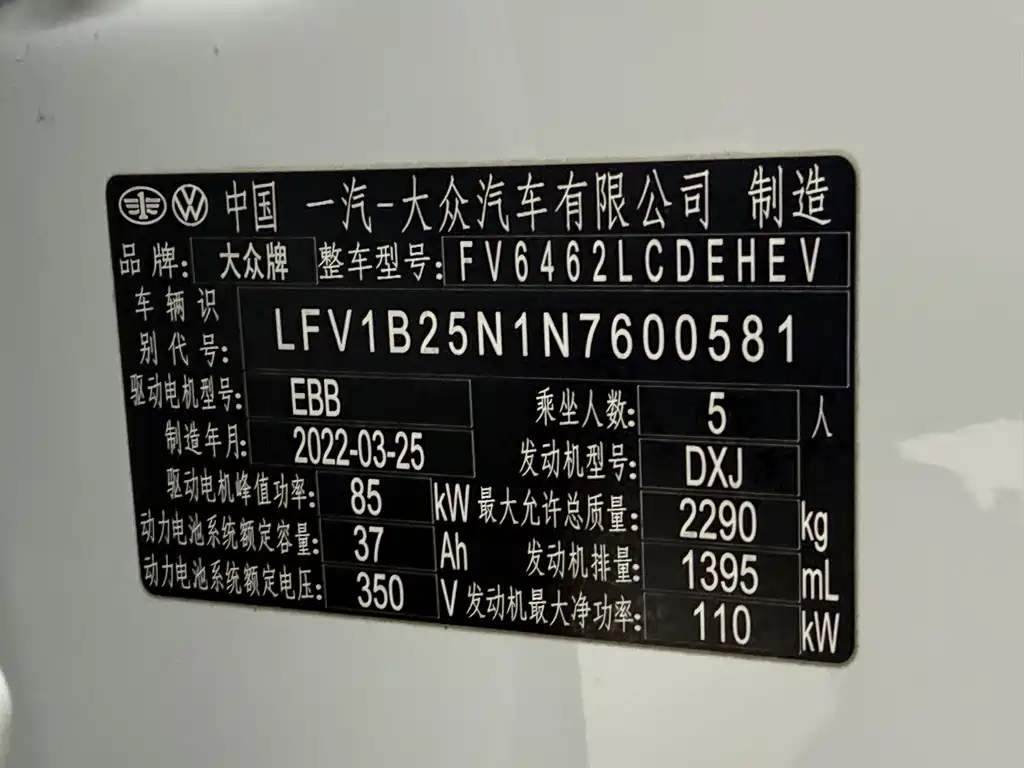 中国 一汽-大众汽车有限公司 制造
品牌: 大众牌 整车型号: FV6462LCDEHEV
车辆识别代号: LFV1B25N1N7600581
驱动电机型号: EBB 乘坐人数: 5 人
制造年月: 2022-03-25 发动机型号: DXJ
驱动电机峰值功率: 85 kW 最大允许总质量: 2290 kg
动力电池系统额定容量: 37 Ah 发动机排量: 1395 mL
动力电池系统额定电压: 350 V 发动机最大净功率: 110 kW